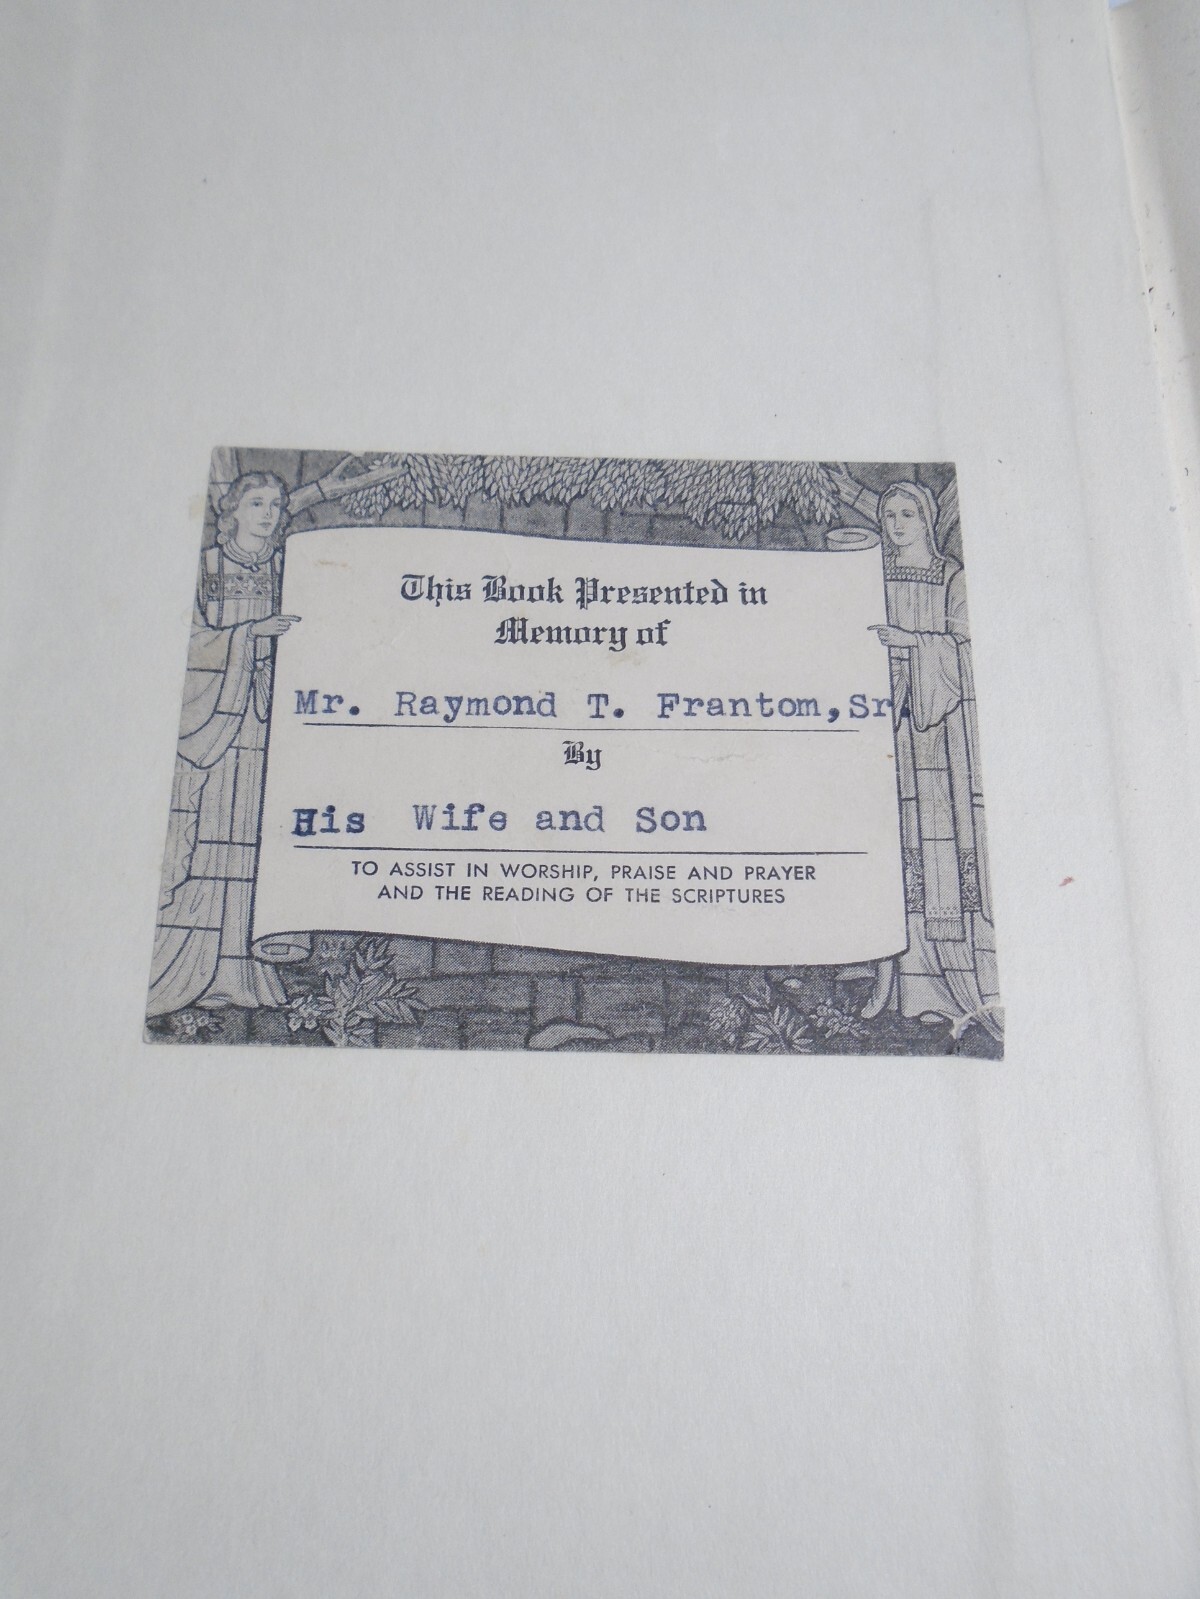 This Book Presented in
Memory of
Mr. Raymond T. Frantom, Sr.
By
His Wife and Son
TO ASSIST IN WORSHIP, PRAISE AND PRAYER
AND THE READING OF THE SCRIPTURES